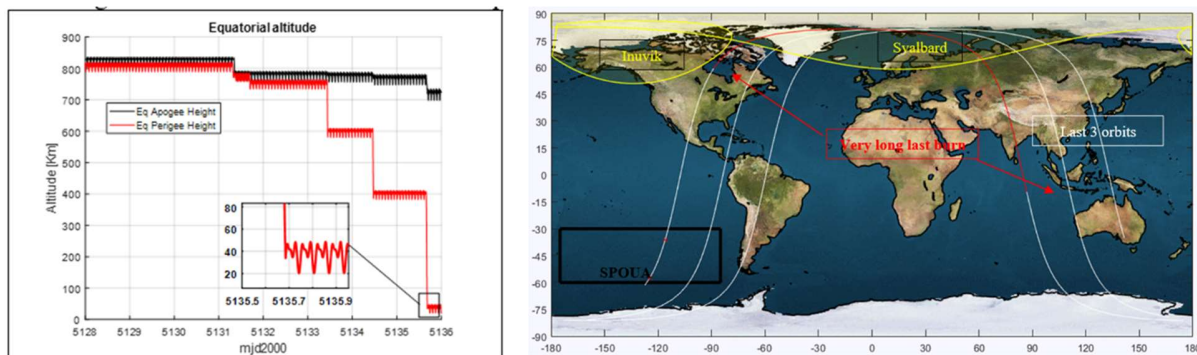 Equatorial altitude
900
800
700
600
500
400
300
200
100
0
Altitude [Km]
Eq Apogee Height
Eq Perigee Height
80
60
40
20
5135.5 5135.7 5135.9
5128 5129 5130 5131 5132 5133 5134 5135 5136
mjd2000
90
75
60
45
30
15
0
-15
-30
-45
-60
-75
-90
Inuvik
Svalbard
Very long last burn
Last 3 orbits
SPOUA
-180 -150 -120 -90 -60 -30 0 30 60 90 120 150 180